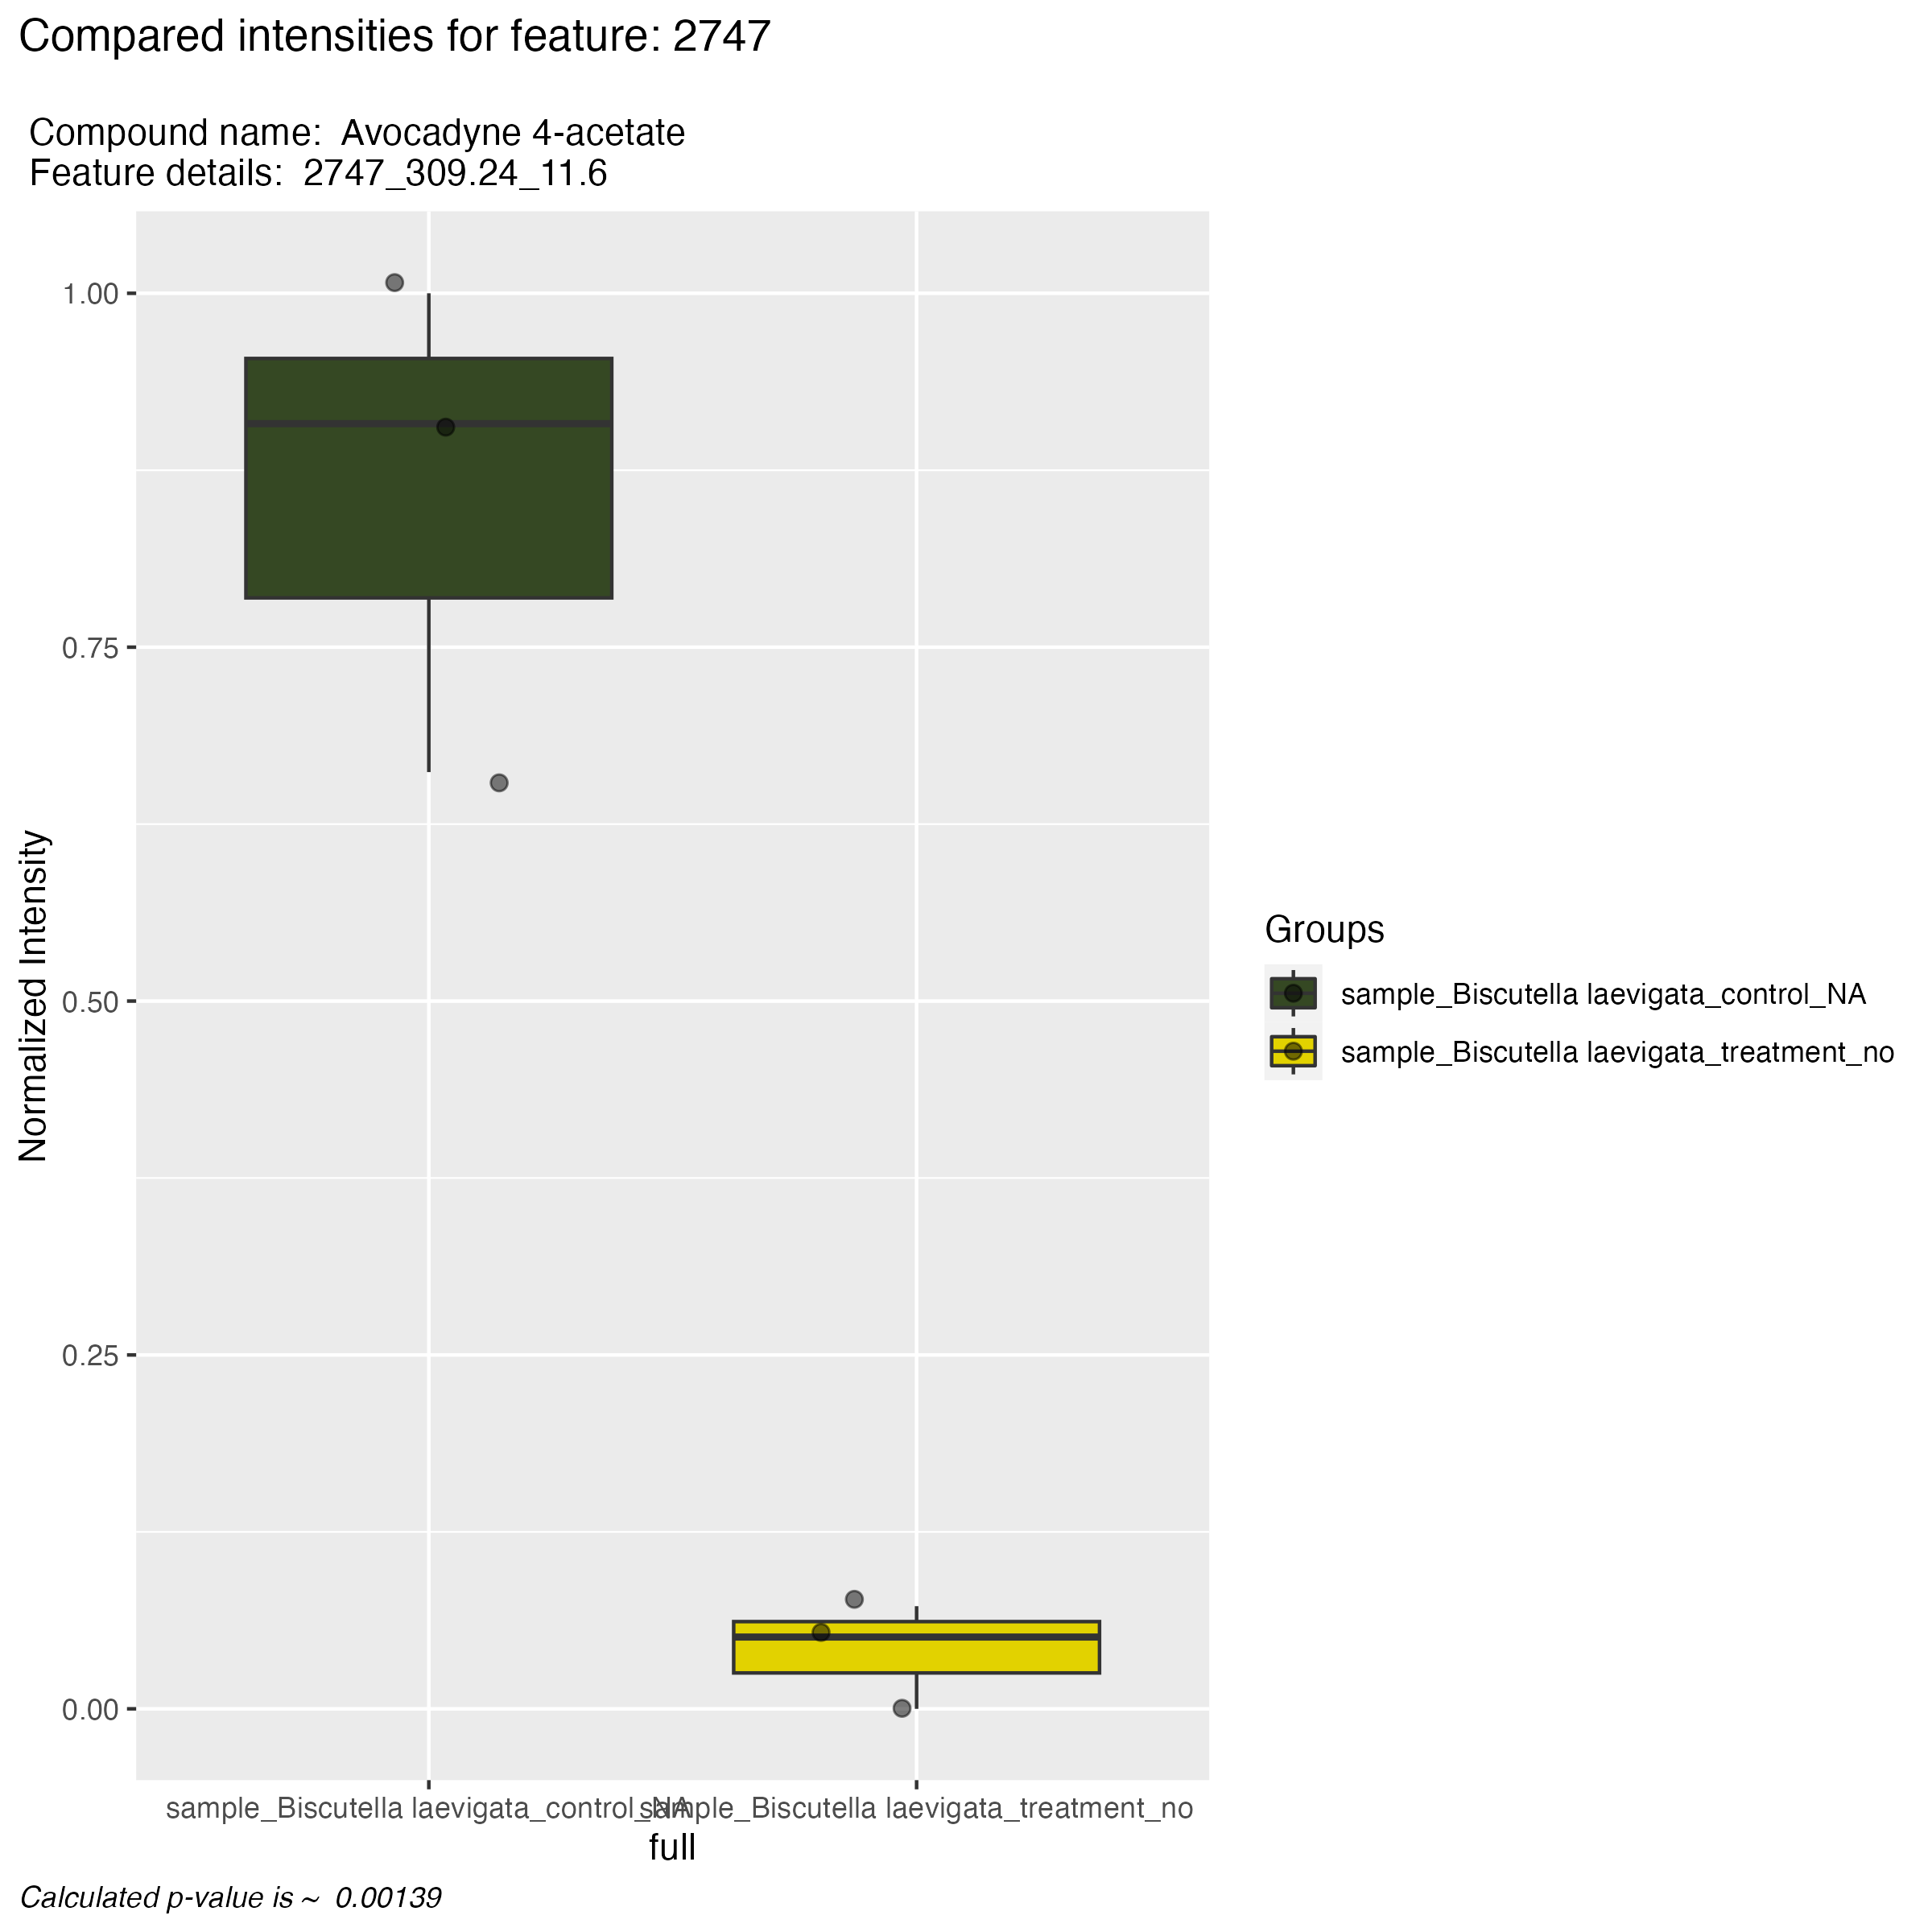 Compared intensities for feature: 2747
Compound name:  Avocadyne 4-acetate
Feature details:  2747_309.24_11.6
Normalized Intensity
1.00
0.75
0.50
0.25
0.00
sample_Biscutella laevigata_control_NA
sample_Biscutella laevigata_treatment_no
full
Groups
sample_Biscutella laevigata_control_NA
sample_Biscutella laevigata_treatment_no
Calculated p-value is ~  0.00139